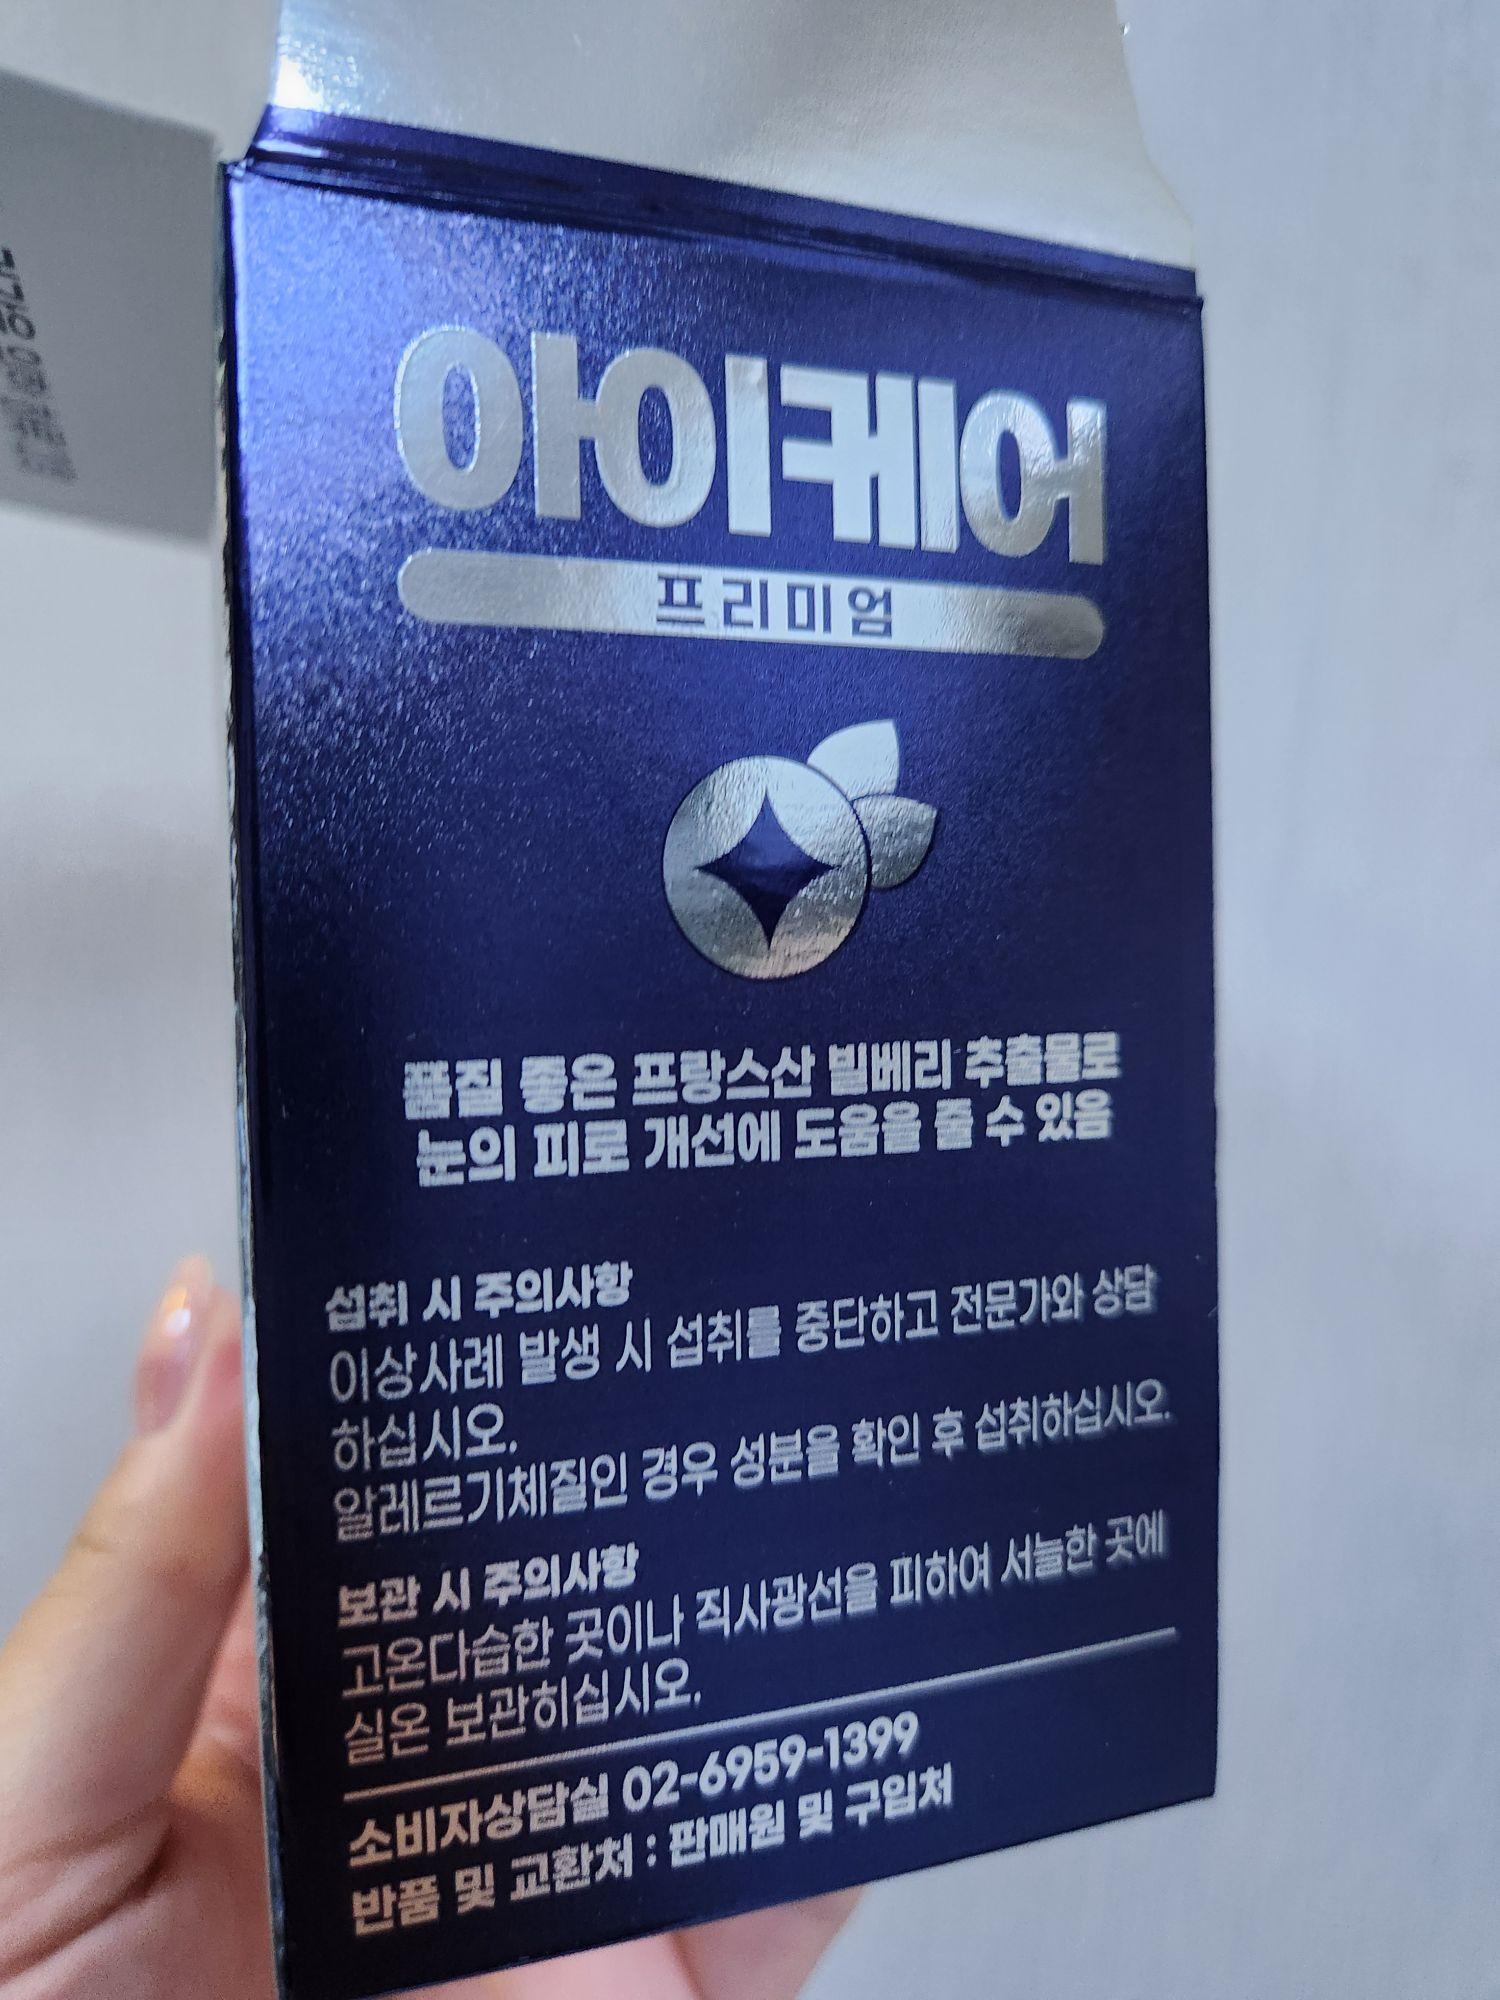 아이케어
프리미엄
품질 좋은 프랑스산 빌베리 추출물로
눈의 피로 개선에 도움을 줄 수 있음
섭취 시 주의사항
이상사례 발생 시 섭취를 중단하고 전문가와 상담
하십시오.
알레르기체질인 경우 성분을 확인 후 섭취하십시오.
보관 시 주의사항
고온다습한 곳이나 직사광선을 피하여 서늘한 곳에
실온 보관히십시오.
소비자상담실 02-6959-1399
반품 및 교환처 : 판매원 및 구입처